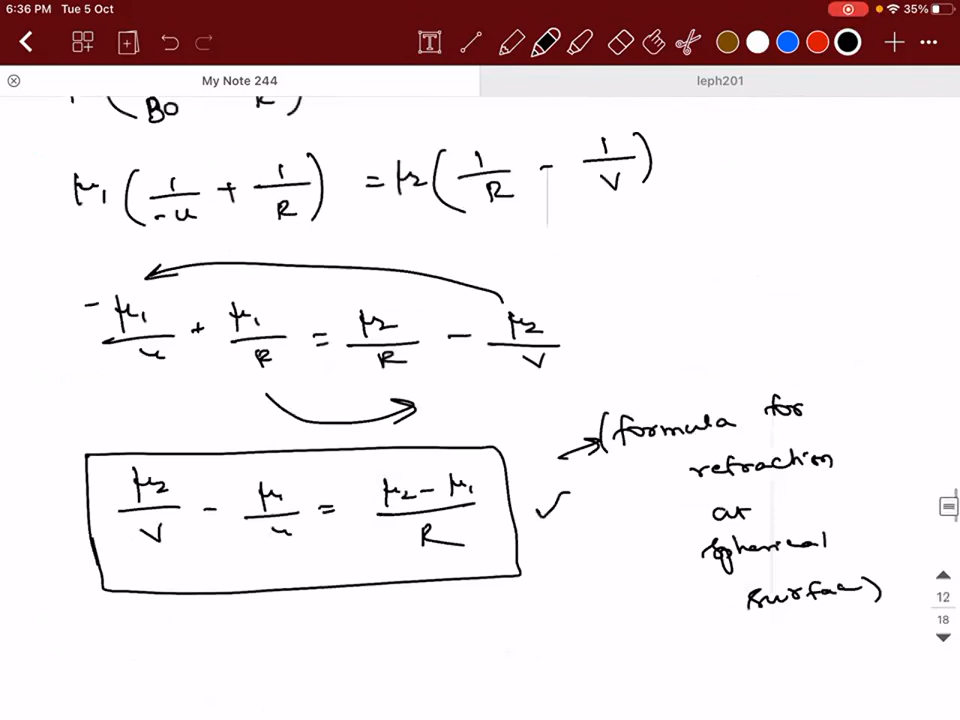 6:36 PM Tue 5 Oct
35%
T
My Note 244
leph201
BO R )
μ₁ ( 1/-u + 1/R ) = μ₂ ( 1/R - 1/V )
- μ₁/u + μ₁/R = μ₂/R - μ₂/V
μ₂/V - μ₁/u = μ₂ - μ₁/R
(formula for
refraction
at
spherical
surface)
12
18